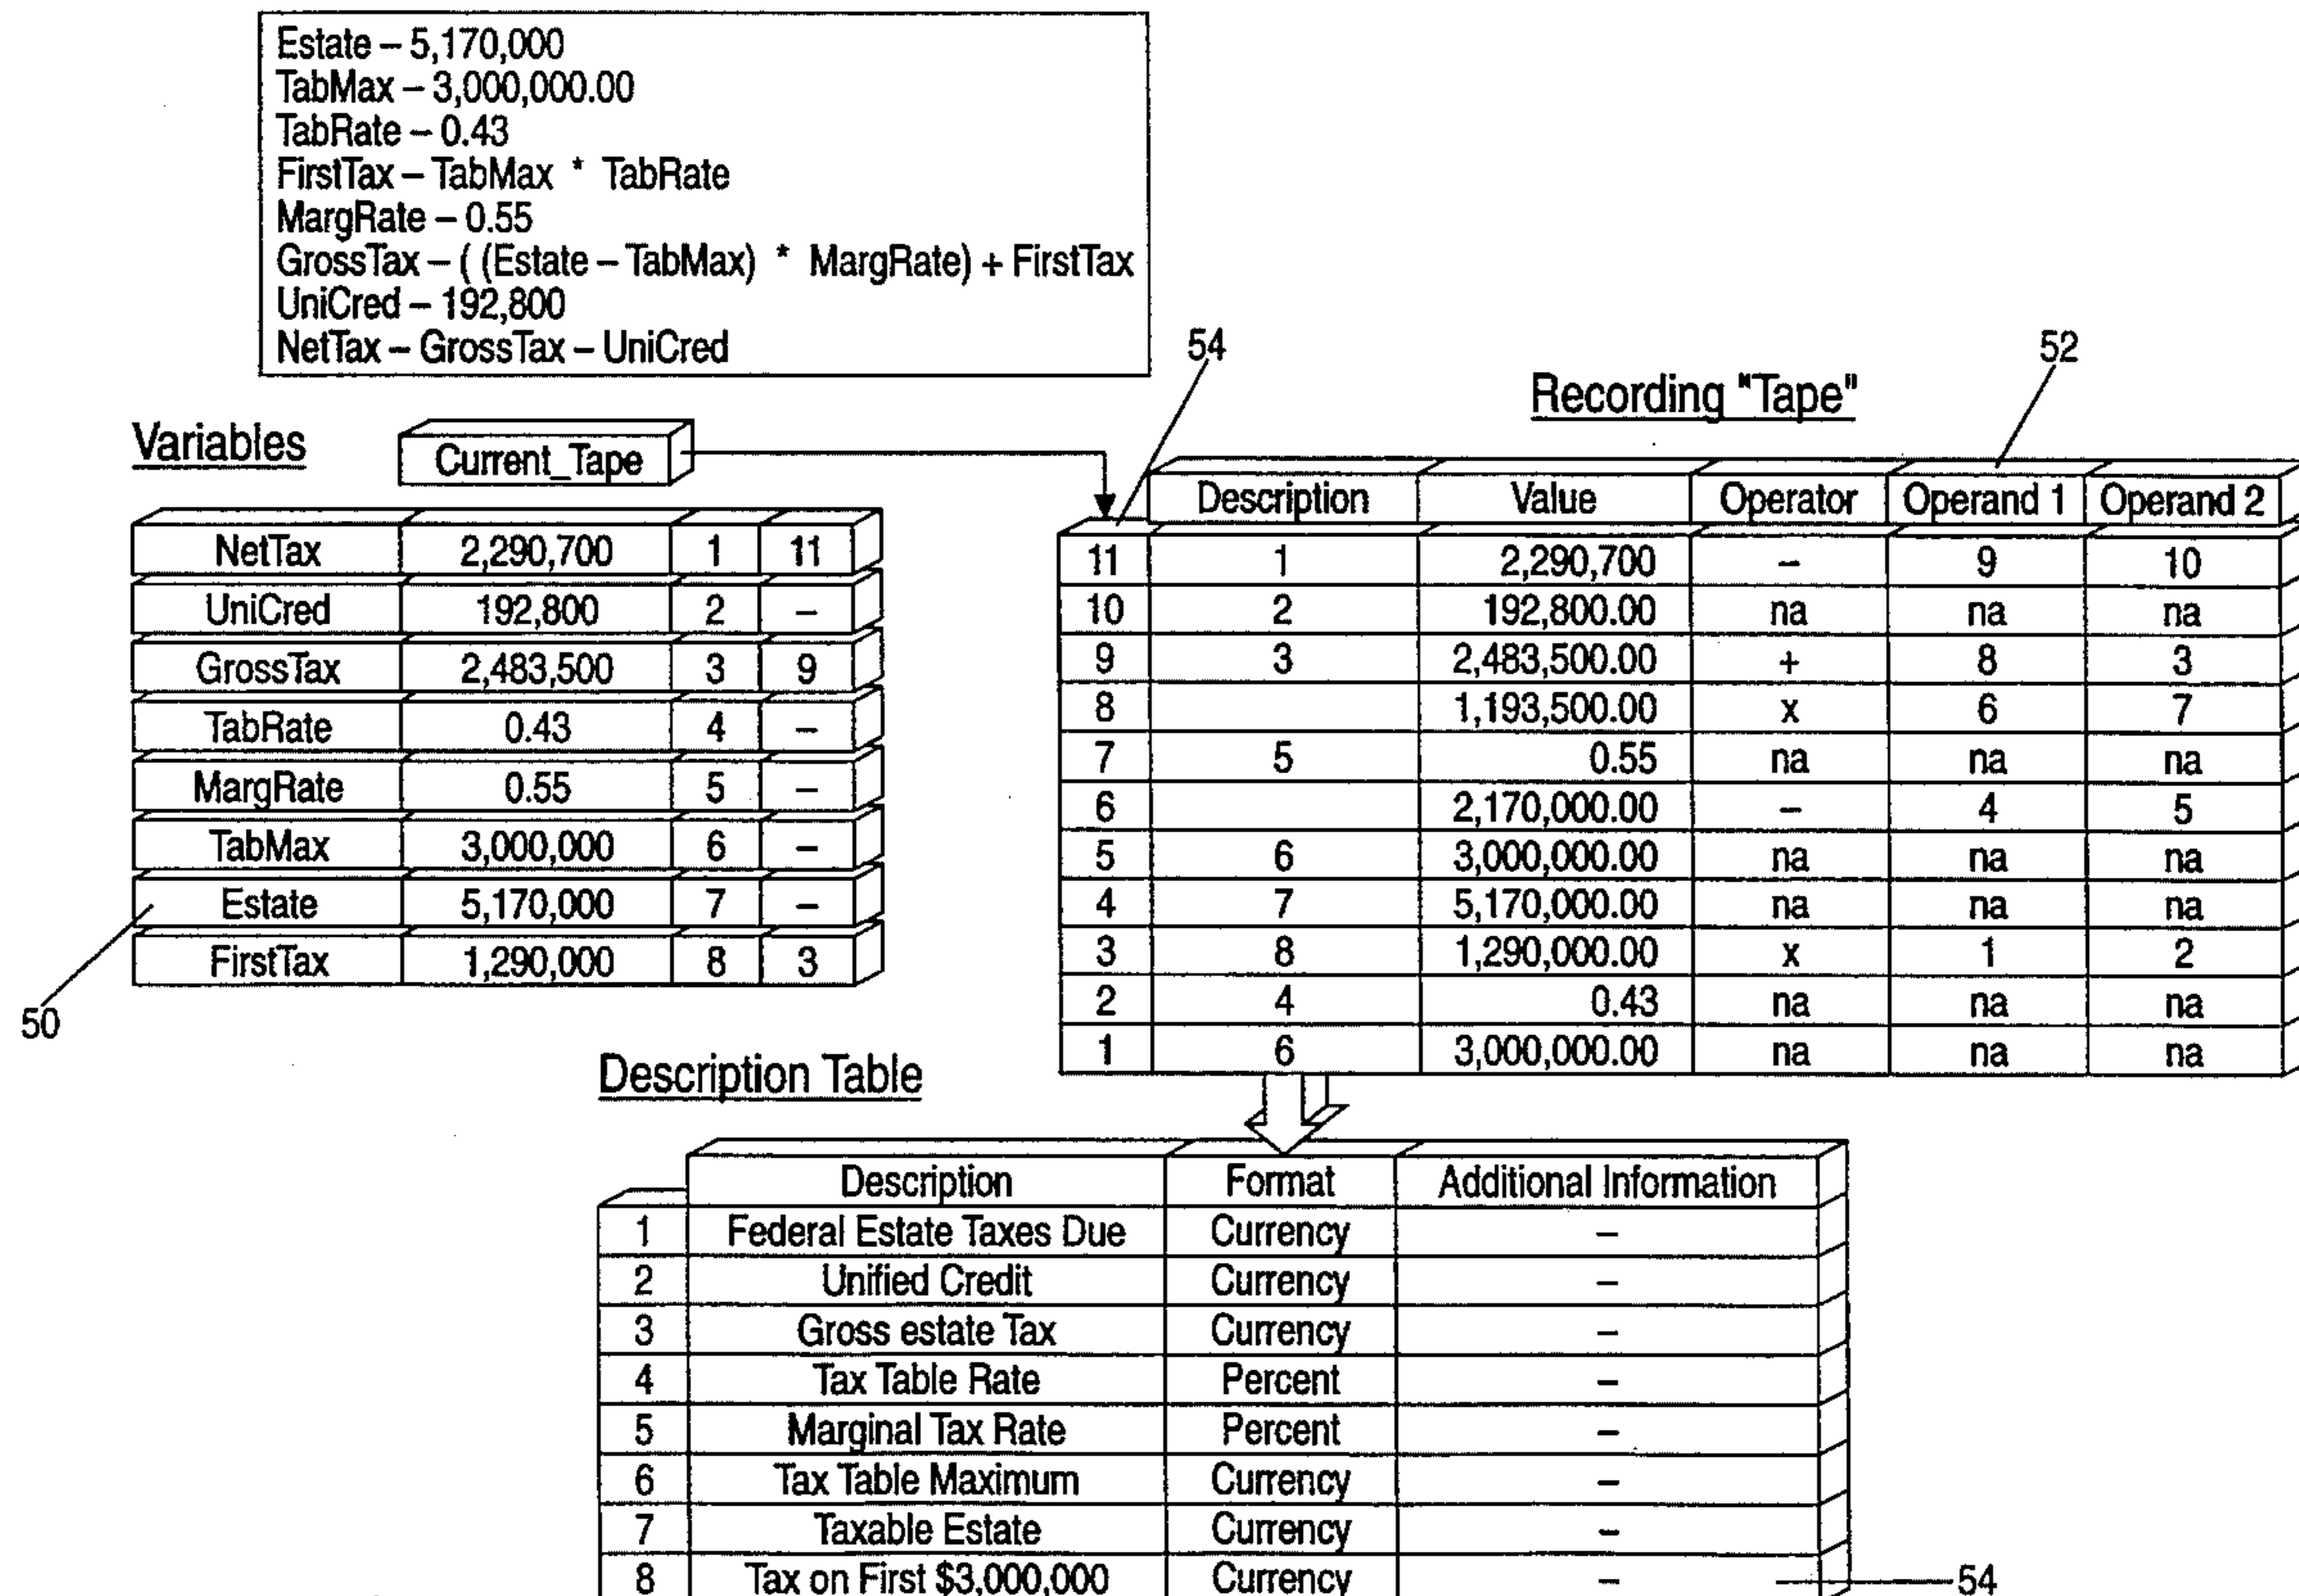 Estate – 5,170,000
TabMax – 3,000,000.00
TabRate – 0.43
FirstTax – TabMax * TabRate
MargRate – 0.55
GrossTax – ( (Estate – TabMax) * MargRate) + FirstTax
UniCred – 192,800
NetTax – GrossTax – UniCred
54
52
Recording "Tape"
Variables
Current_Tape
NetTax 2,290,700 1 11
UniCred 192,800 2 –
GrossTax 2,483,500 3 9
TabRate 0.43 4 –
MargRate 0.55 5 –
TabMax 3,000,000 6 –
Estate 5,170,000 7 –
FirstTax 1,290,000 8 3
50
Description Value Operator Operand 1 Operand 2
11 1 2,290,700 – 9 10
10 2 192,800.00 na na na
9 3 2,483,500.00 + 8 3
8 1,193,500.00 x 6 7
7 5 0.55 na na na
6 2,170,000.00 – 4 5
5 6 3,000,000.00 na na na
4 7 5,170,000.00 na na na
3 8 1,290,000.00 x 1 2
2 4 0.43 na na na
1 6 3,000,000.00 na na na
Description Table
Description Format Additional Information
1 Federal Estate Taxes Due Currency –
2 Unified Credit Currency –
3 Gross estate Tax Currency –
4 Tax Table Rate Percent –
5 Marginal Tax Rate Percent –
6 Tax Table Maximum Currency –
7 Taxable Estate Currency –
8 Tax on First $3,000,000 Currency –
54